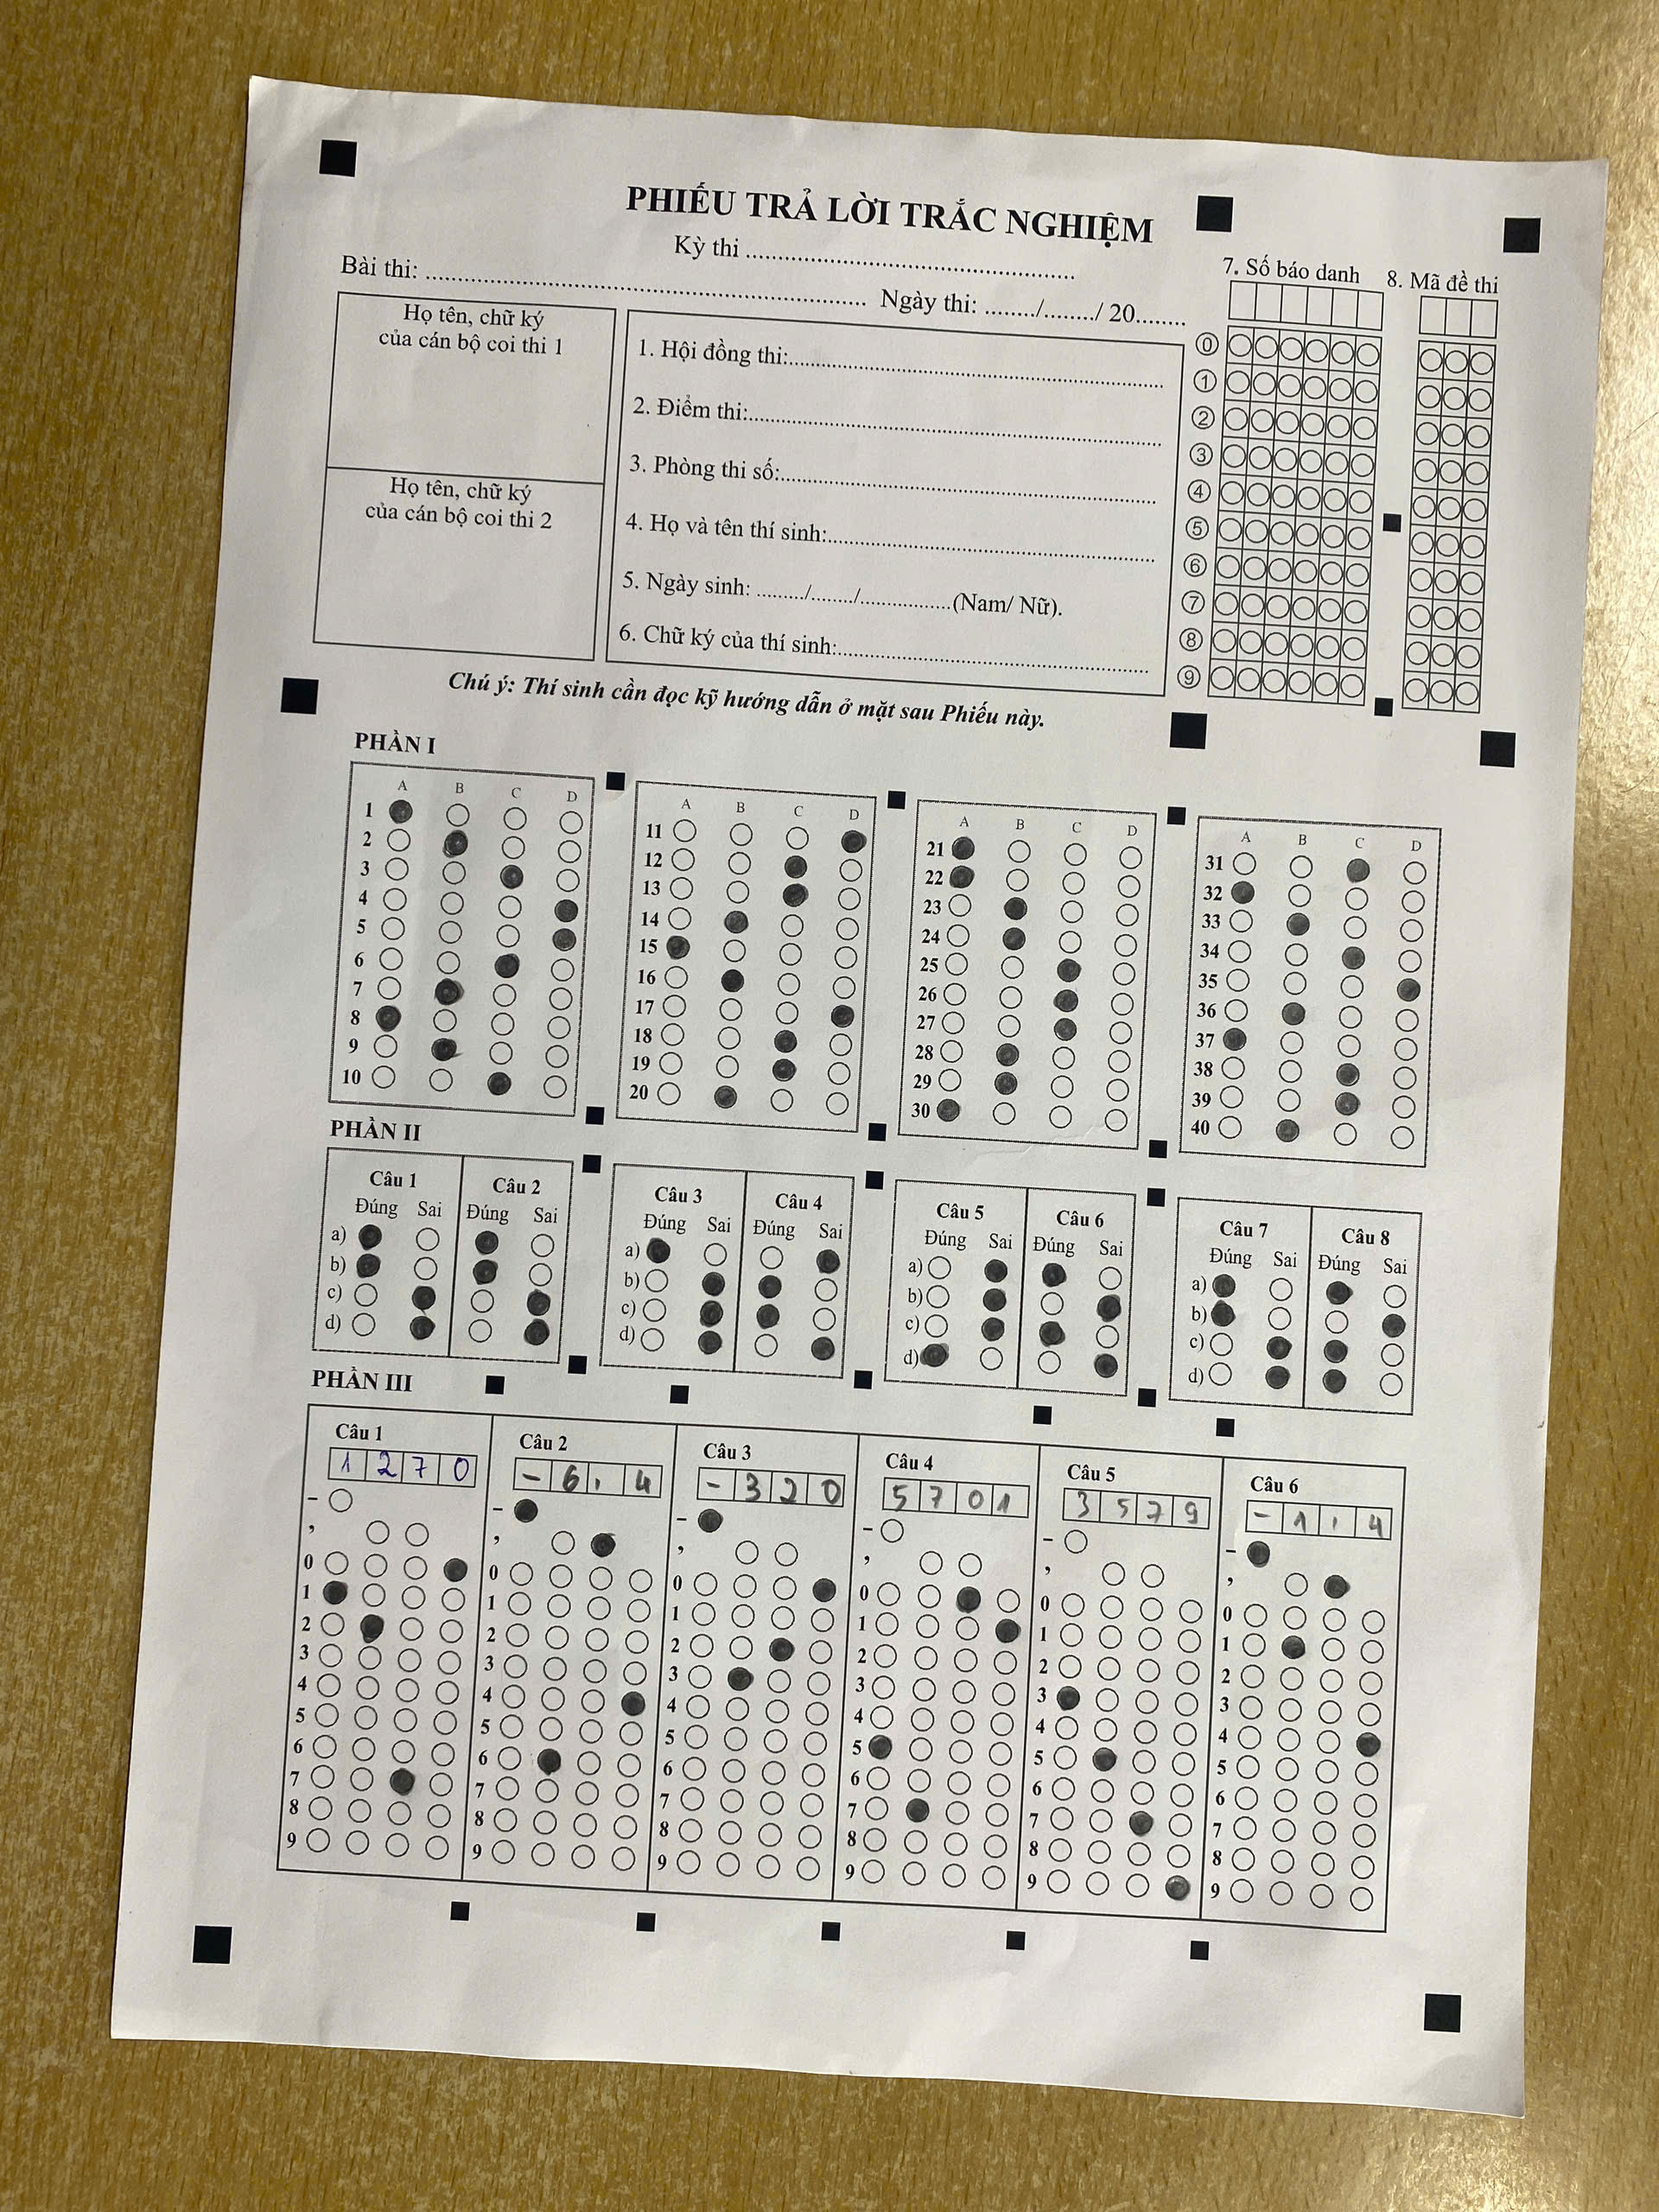 PHIẾU TRẢ LỜI TRẮC NGHIỆM
Kỳ thi ................................................
Bài thi: ................................................................ Ngày thi: ......../......../ 20........
7. Số báo danh 8. Mã đề thi
Họ tên, chữ ký
của cán bộ coi thi 1
Họ tên, chữ ký
của cán bộ coi thi 2
1. Hội đồng thi:........................................................
2. Điểm thi:..............................................................
3. Phòng thi số:.........................................................
4. Họ và tên thí sinh:.................................................
5. Ngày sinh: ........./......../................(Nam/ Nữ).
6. Chữ ký của thí sinh:...............................................
0
1
2
3
4
5
6
7
8
9
Chú ý: Thí sinh cần đọc kỹ hướng dẫn ở mặt sau Phiếu này.
PHẦN I
A B C D
1
2
3
4
5
6
7
8
9
10
A B C D
11
12
13
14
15
16
17
18
19
20
A B C D
21
22
23
24
25
26
27
28
29
30
A B C D
31
32
33
34
35
36
37
38
39
40
PHẦN II
Câu 1 Câu 2
Đúng Sai Đúng Sai
a)
b)
c)
d)
Câu 3 Câu 4
Đúng Sai Đúng Sai
a)
b)
c)
d)
Câu 5 Câu 6
Đúng Sai Đúng Sai
a)
b)
c)
d)
Câu 7 Câu 8
Đúng Sai Đúng Sai
a)
b)
c)
d)
PHẦN III
Câu 1
1 2 7 0
-
,
0
1
2
3
4
5
6
7
8
9
Câu 2
- 6 , 4
-
,
0
1
2
3
4
5
6
7
8
9
Câu 3
- 3 2 0
-
,
0
1
2
3
4
5
6
7
8
9
Câu 4
5 7 0 1
-
,
0
1
2
3
4
5
6
7
8
9
Câu 5
3 5 7 9
-
,
0
1
2
3
4
5
6
7
8
9
Câu 6
- 1 , 4
-
,
0
1
2
3
4
5
6
7
8
9